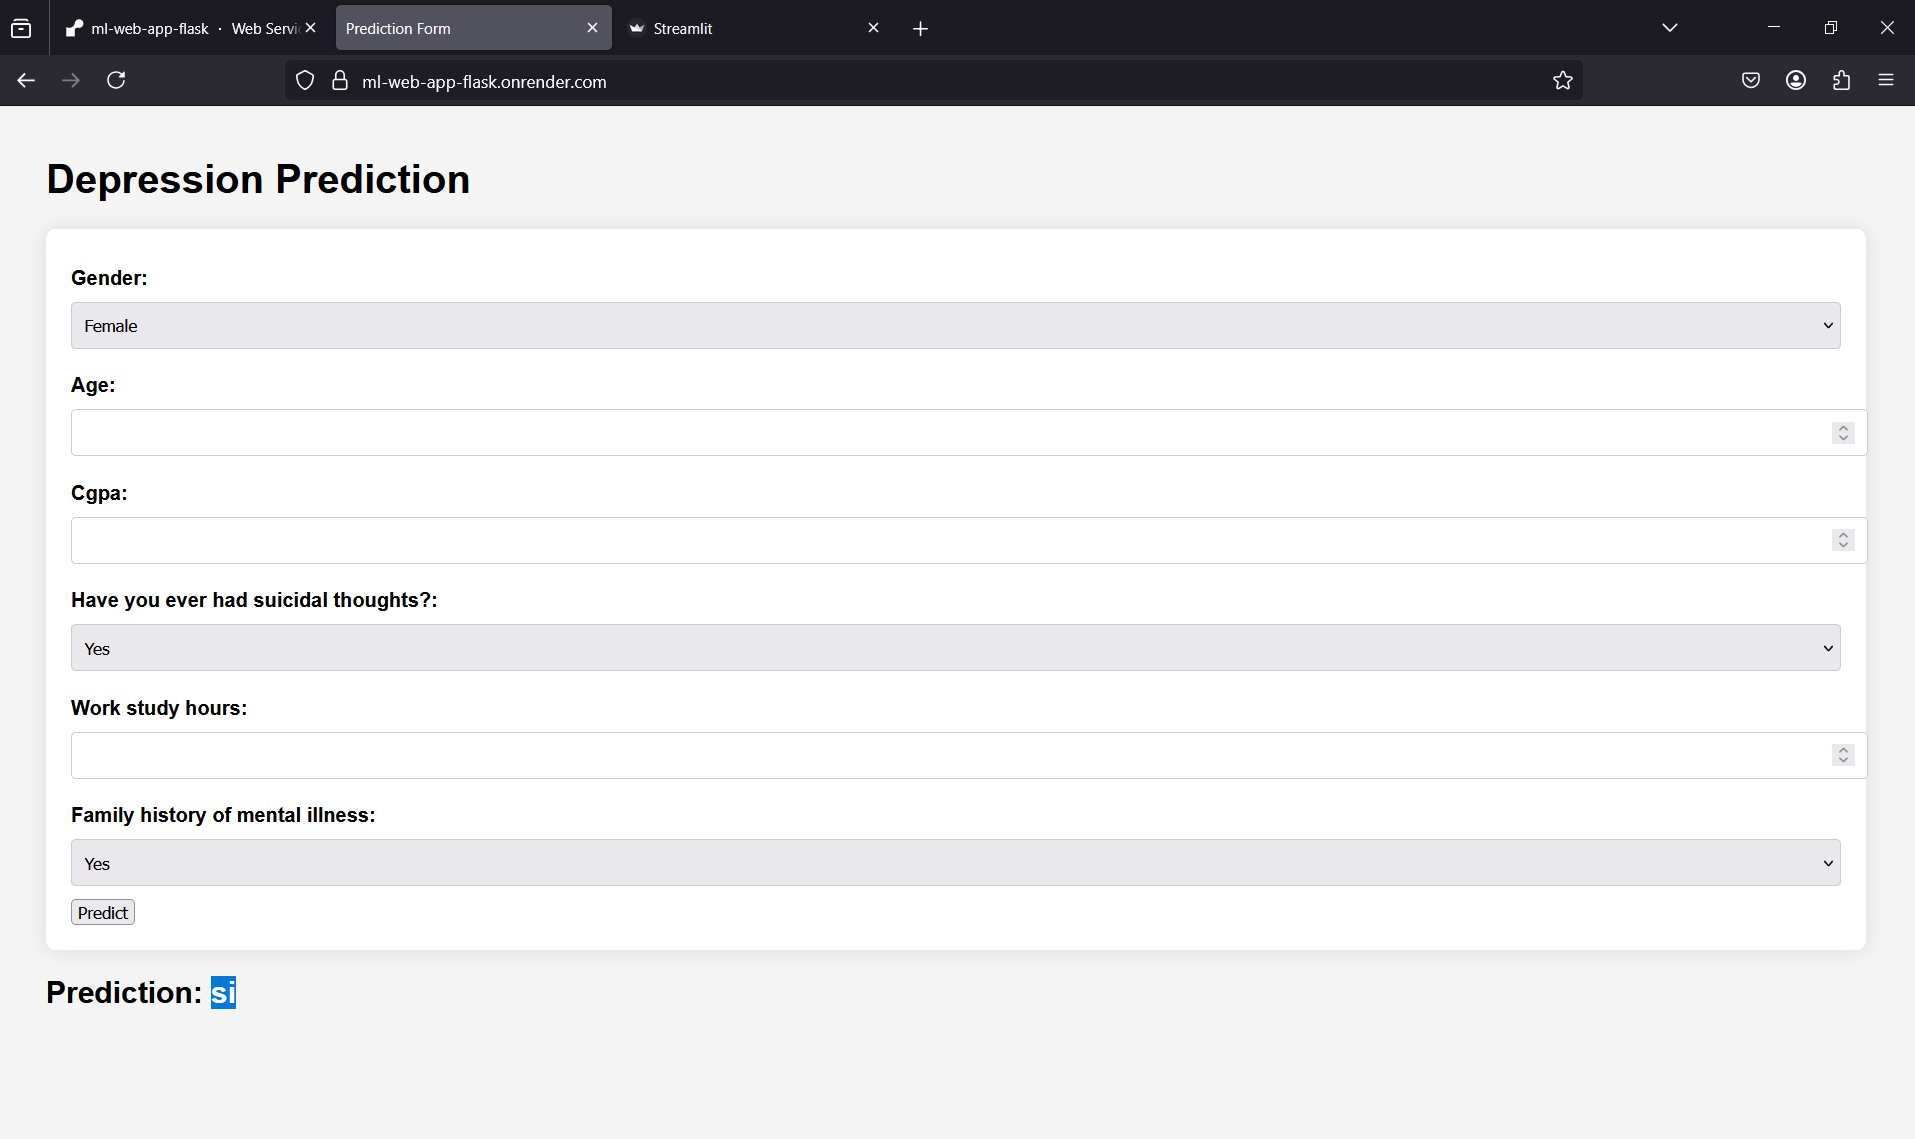 ml-web-app-flask · Web Servi
Prediction Form
Streamlit
ml-web-app-flask.onrender.com
Depression Prediction
Gender:
Female
Age:
Cgpa:
Have you ever had suicidal thoughts?:
Yes
Work study hours:
Family history of mental illness:
Yes
Predict
Prediction: si